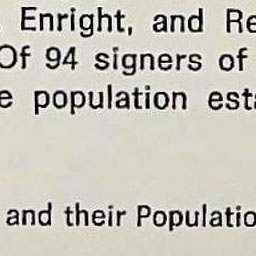 Enright, and Re
Of 94 signers of
e population esta
and their Populatio